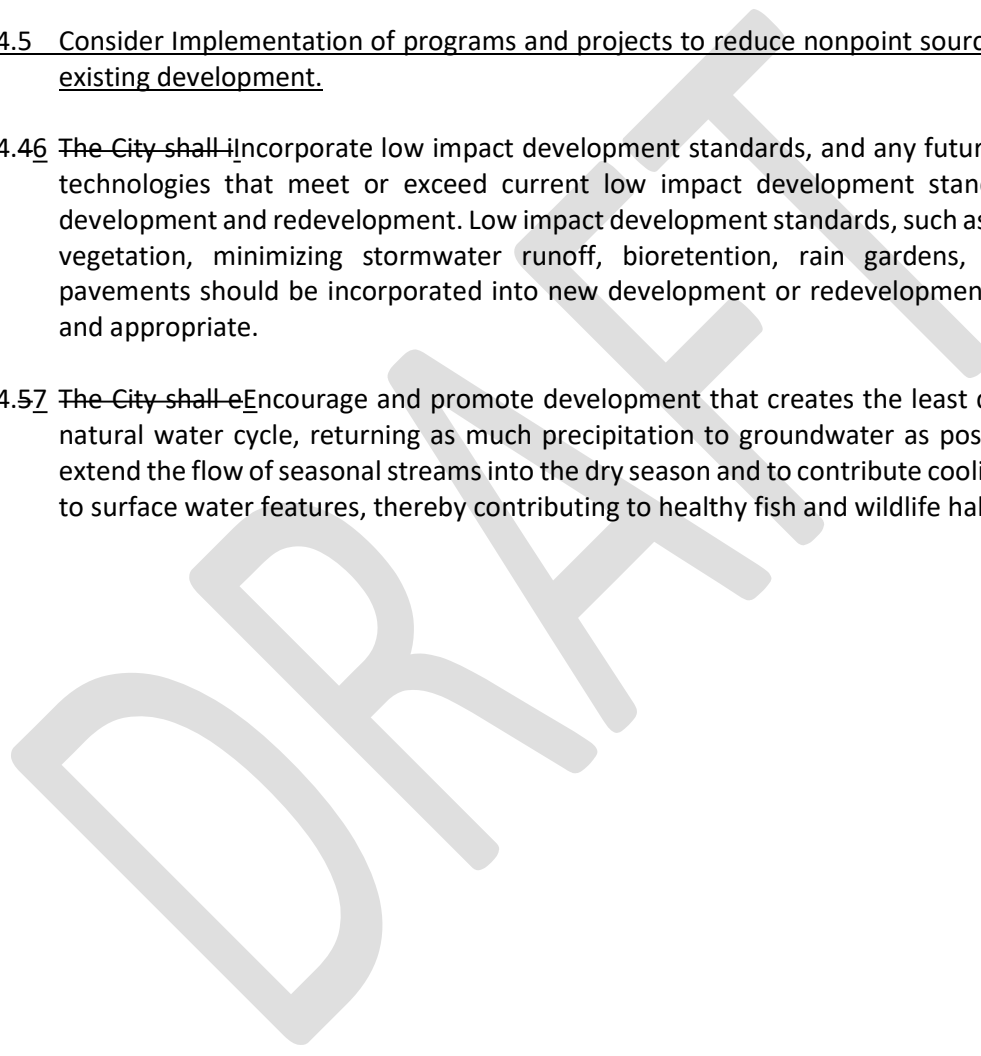 4.5 Consider Implementation of programs and projects to reduce nonpoint sourc
existing development.
4.46 The City shall iIncorporate low impact development standards, and any futur
technologies that meet or exceed current low impact development stan
development and redevelopment. Low impact development standards, such as
vegetation, minimizing stormwater runoff, bioretention, rain gardens,
pavements should be incorporated into new development or redevelopmen
and appropriate.
4.57 The City shall eEncourage and promote development that creates the least
natural water cycle, returning as much precipitation to groundwater as pos
extend the flow of seasonal streams into the dry season and to contribute cooli
to surface water features, thereby contributing to healthy fish and wildlife hal
DRAFT